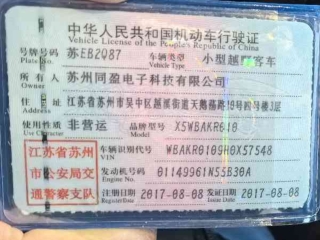 中华人民共和国机动车行驶证
Vehicle License of the People's Republic of China
号牌号码 苏EB2Q87 车辆类型 小型越野客车
Plate No. Vehicle Type
所有人 苏州同盈电子科技有限公司
Owner
住址 江苏省苏州市吴中区越溪街道天鹅荡路19号四号楼3层
Address
使用性质 非营运 品牌型号 X5WBAKR010
Use Character Model
江苏省苏州市公安局交通警察支队
车辆识别代号 WBAKR0109H0X57548
VIN
发动机号码 01149961N55B30A
Engine No.
注册日期 2017-08-08 发证日期 2017-08-08
Register Date Issue Date